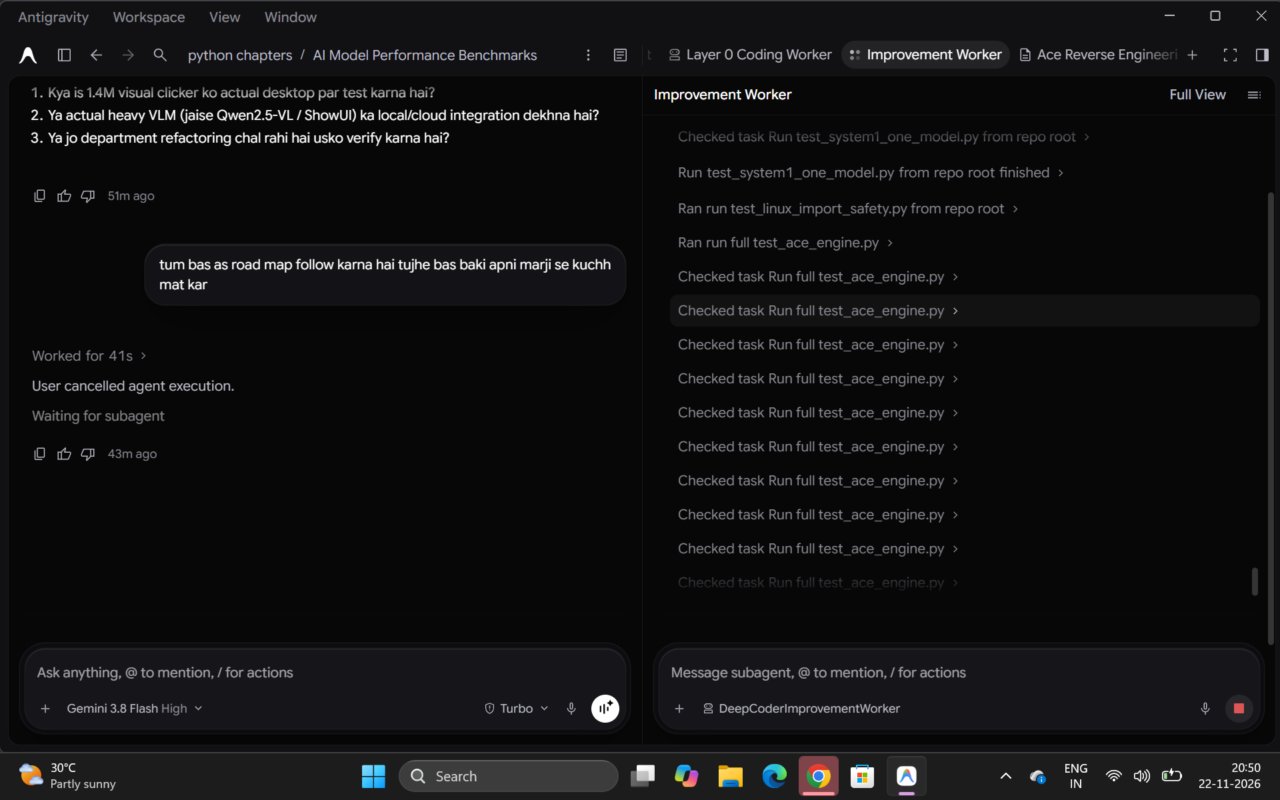 Antigravity Workspace View Window
python chapters / AI Model Performance Benchmarks
Layer 0 Coding Worker Improvement Worker Ace Reverse Engineeri
1. Kya is 1.4M visual clicker ko actual desktop par test karna hai?
2. Ya actual heavy VLM (jaise Qwen2.5-VL / ShowUI) ka local/cloud integration dekhna hai?
3. Ya jo department refactoring chal rahi hai usko verify karna hai?
51m ago
tum bas as road map follow karna hai tujhe bas baki apni marji se kuchh
mat kar
Worked for 41s
User cancelled agent execution.
Waiting for subagent
43m ago
Ask anything, @ to mention, / for actions
Gemini 3.8 Flash High
Turbo
Improvement Worker
Full View
Checked task Run test_system1_one_model.py from repo root
Run test_system1_one_model.py from repo root finished
Ran run test_linux_import_safety.py from repo root
Ran run full test_ace_engine.py
Checked task Run full test_ace_engine.py
Checked task Run full test_ace_engine.py
Checked task Run full test_ace_engine.py
Checked task Run full test_ace_engine.py
Checked task Run full test_ace_engine.py
Checked task Run full test_ace_engine.py
Checked task Run full test_ace_engine.py
Checked task Run full test_ace_engine.py
Checked task Run full test_ace_engine.py
Checked task Run full test_ace_engine.py
Message subagent, @ to mention, / for actions
DeepCoderImprovementWorker
30°C
Partly sunny
Search
ENG
IN
20:50
22-11-2026